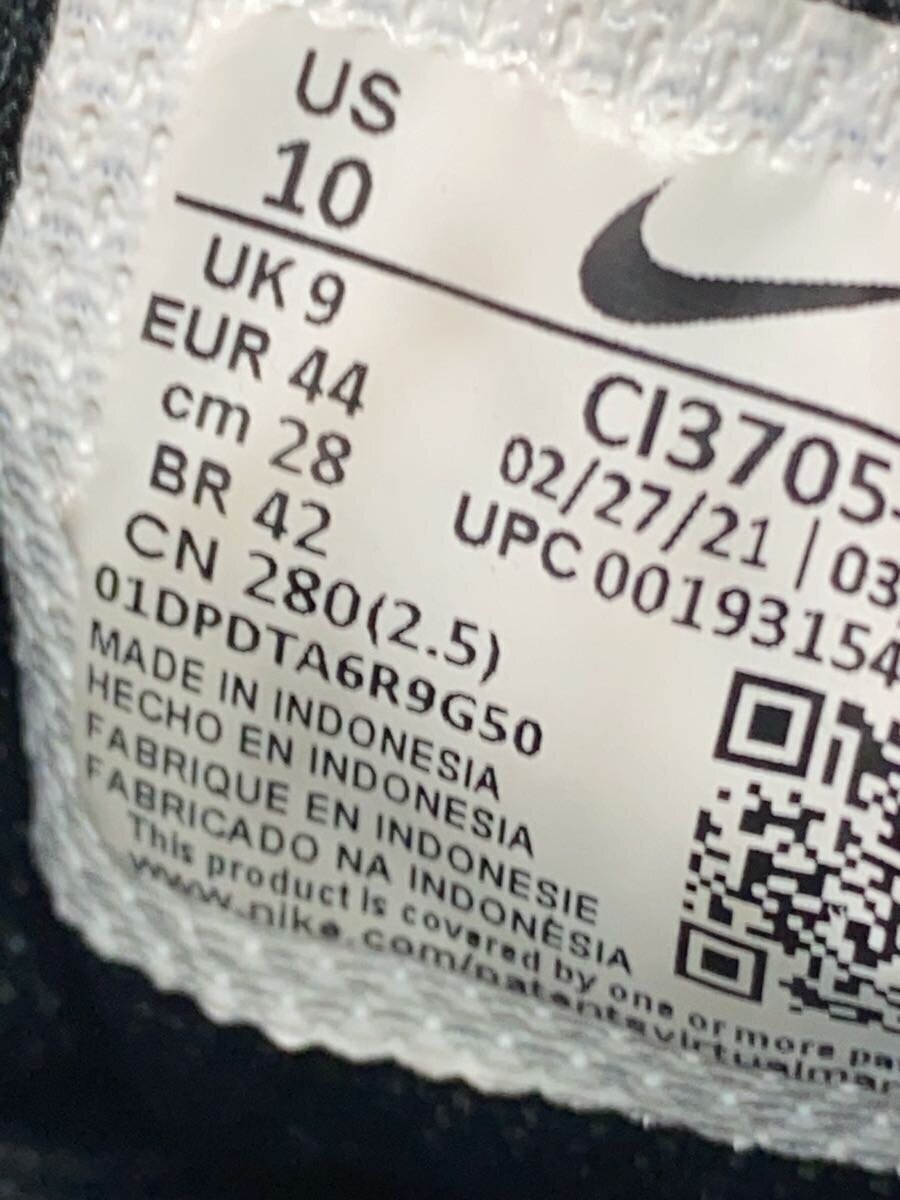 US
10
UK 9
EUR 44
cm 28
BR 42
CN 280(2.5)
01DPDTA6R9G50
MADE IN INDONESIA
HECHO EN INDONESIA
FABRIQUE EN INDONESIE
FABRICADO NA INDONÉSIA
This product is covered by one or more pa
www.nike.com/patentsvirtualmar
CI3705-
02/27/21 | 03
UPC 00193154